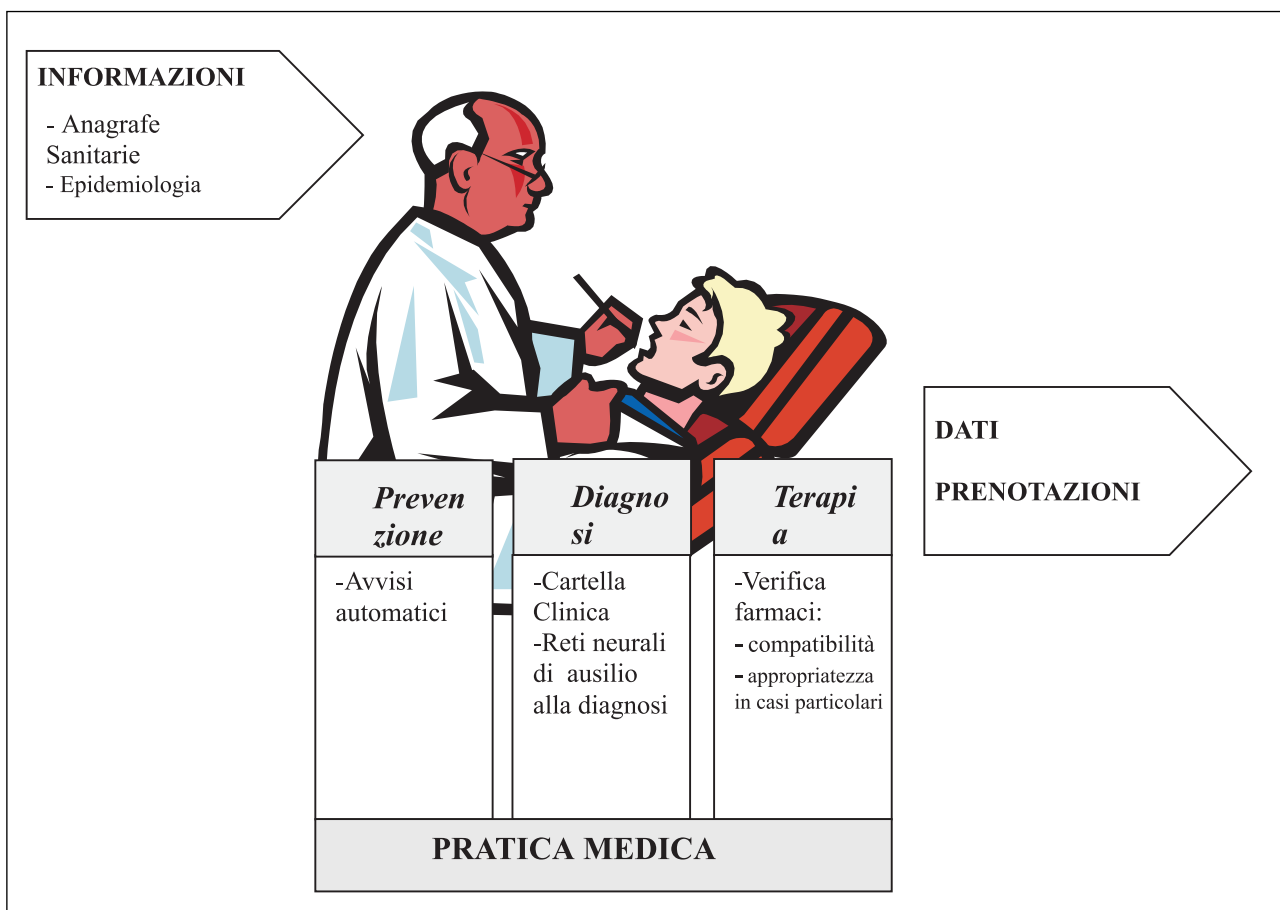 INFORMAZIONI
- Anagrafe
Sanitarie
- Epidemiologia
DATI
PRENOTAZIONI
Preven
zione
-Avvisi
automatici
Diagno
si
-Cartella
Clinica
-Reti neurali
di ausilio
alla diagnosi
Terapi
a
-Verifica
farmaci:
- compatibilità
- appropriatezza
in casi particolari
PRATICA MEDICA